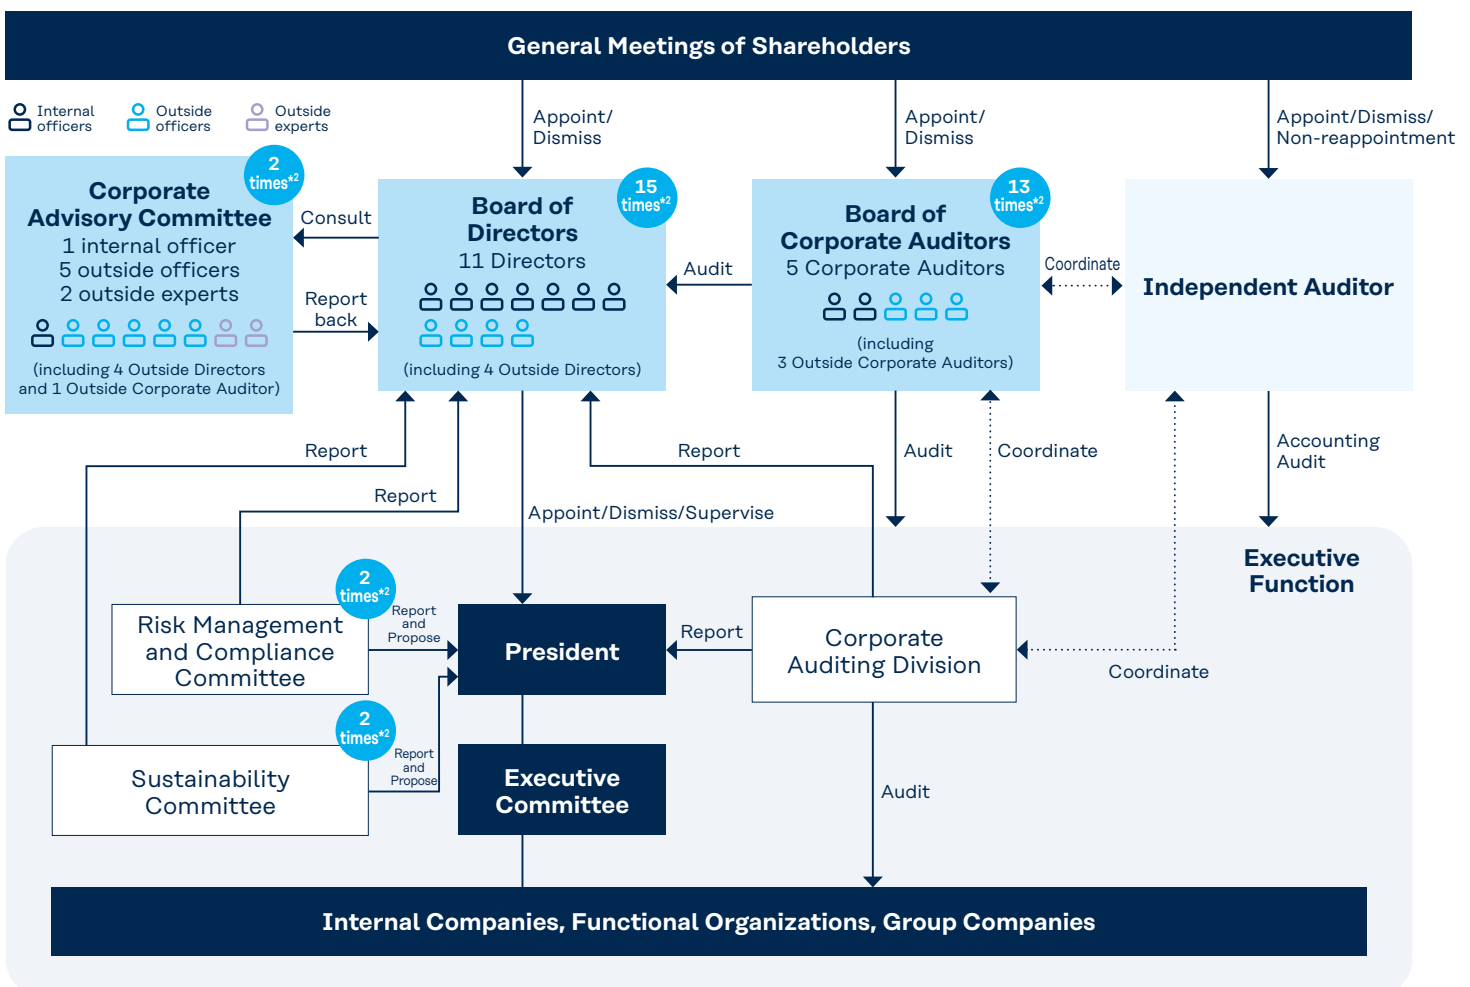 General Meetings of Shareholders
Internal
officers
Outside
officers
Outside
experts
Appoint/
Dismiss
Appoint/
Dismiss
Appoint/Dismiss/
Non-reappointment
2
times*2
Corporate
Advisory Committee
1 internal officer
5 outside officers
2 outside experts
(including 4 Outside Directors
and 1 Outside Corporate Auditor)
Consult
Report
back
15
times*2
Board of
Directors
11 Directors
(including 4 Outside Directors)
Audit
13
times*2
Board of
Corporate Auditors
5 Corporate Auditors
(including
3 Outside Corporate Auditors)
Coordinate
Independent Auditor
Report
Report
Report
Appoint/Dismiss/Supervise
Audit
Coordinate
Accounting
Audit
Executive
Function
2
times*2
Risk Management
and Compliance
Committee
Report
and
Propose
President
Report
Corporate
Auditing Division
Coordinate
2
times*2
Sustainability
Committee
Report
and
Propose
Executive
Committee
Audit
Internal Companies, Functional Organizations, Group Companies